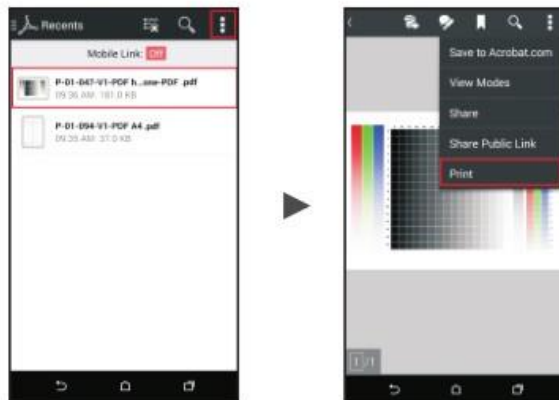 Recents
Mobile Link: Off
P-01-047-V1-PDF h...one-PDF .pdf
09:36 AM 181.0 KB
P-01-094-V1-PDF A4 .pdf
09:35 AM 37.0 KB
Save to Acrobat.com
View Modes
Share
Share Public Link
Print
1/1